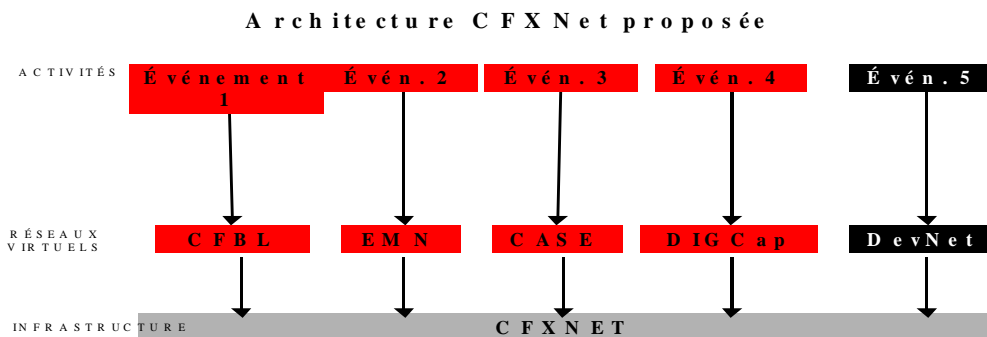 Architecture CFXNet proposée
ACTIVITÉS
Événement
1
Évén.2
Évén.3
Évén.4
Évén.5
RÉSEAUX
VIRTUELS
CFBL
EMN
CASE
DIGCap
DevNet
INFRASTRUCTURE
CFXNET